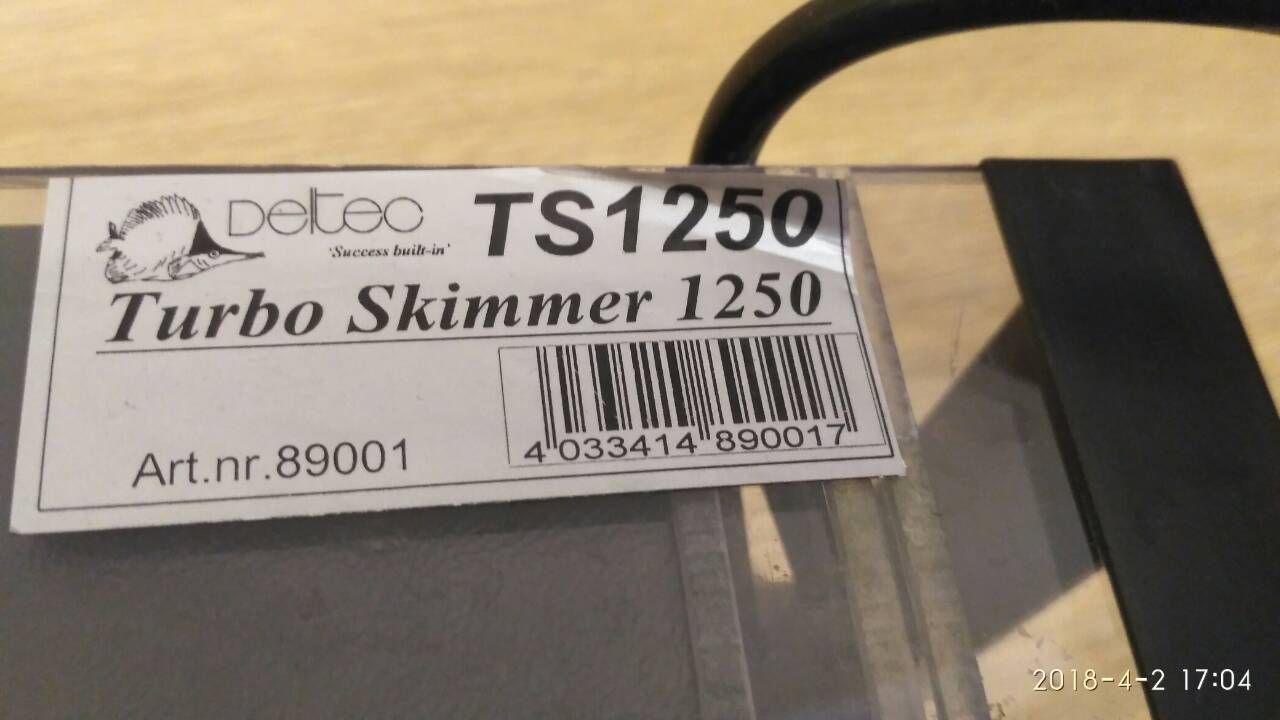 Deltec TS1250
'Success built-in'
Turbo Skimmer 1250
Art.nr.89001
4 033414 890017
2018-4-2 17:04